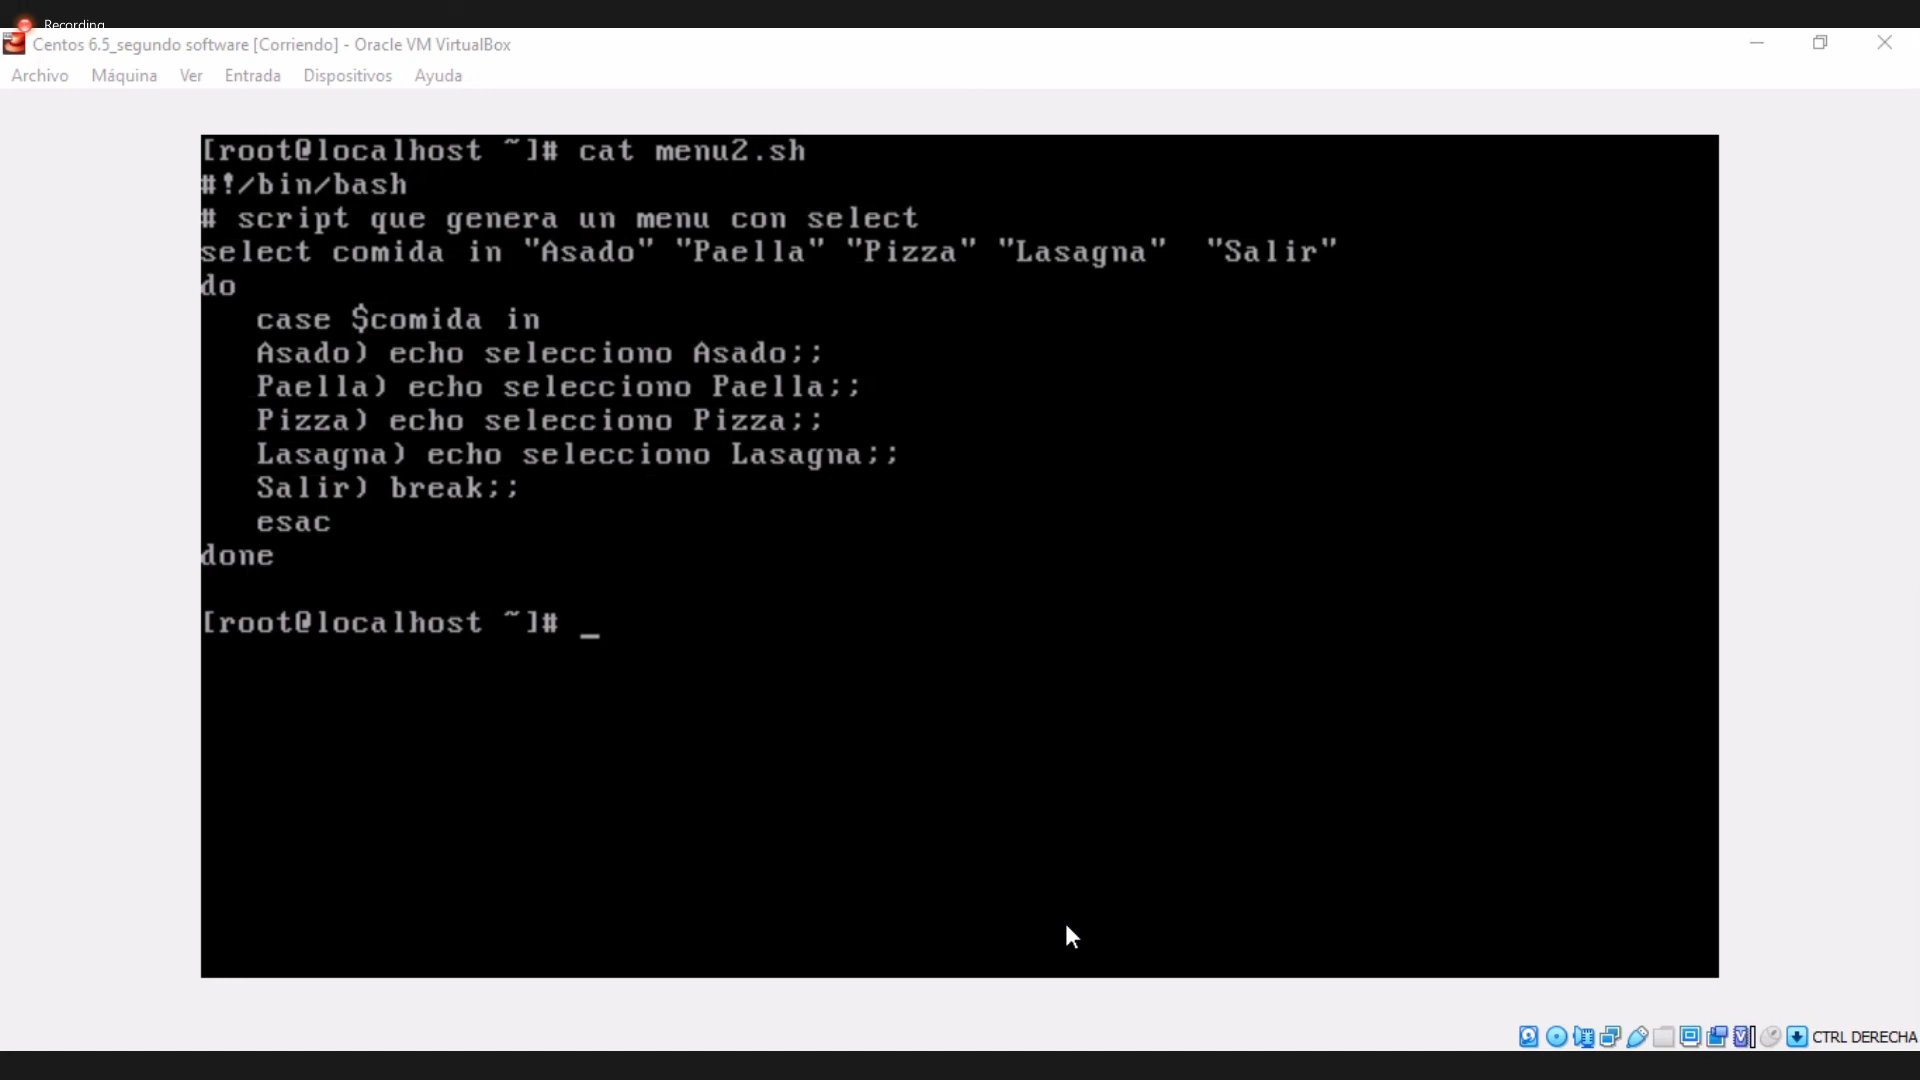 Recording
Centos 6.5_segundo software [Corriendo] - Oracle VM VirtualBox
Archivo Máquina Ver Entrada Dispositivos Ayuda
[root@localhost ~]# cat menu2.sh
#!/bin/bash
# script que genera un menu con select
select comida in "Asado" "Paella" "Pizza" "Lasagna"  "Salir"
do
   case $comida in
   Asado) echo selecciono Asado;;
   Paella) echo selecciono Paella;;
   Pizza) echo selecciono Pizza;;
   Lasagna) echo selecciono Lasagna;;
   Salir) break;;
   esac
done
[root@localhost ~]# _
CTRL DERECHA